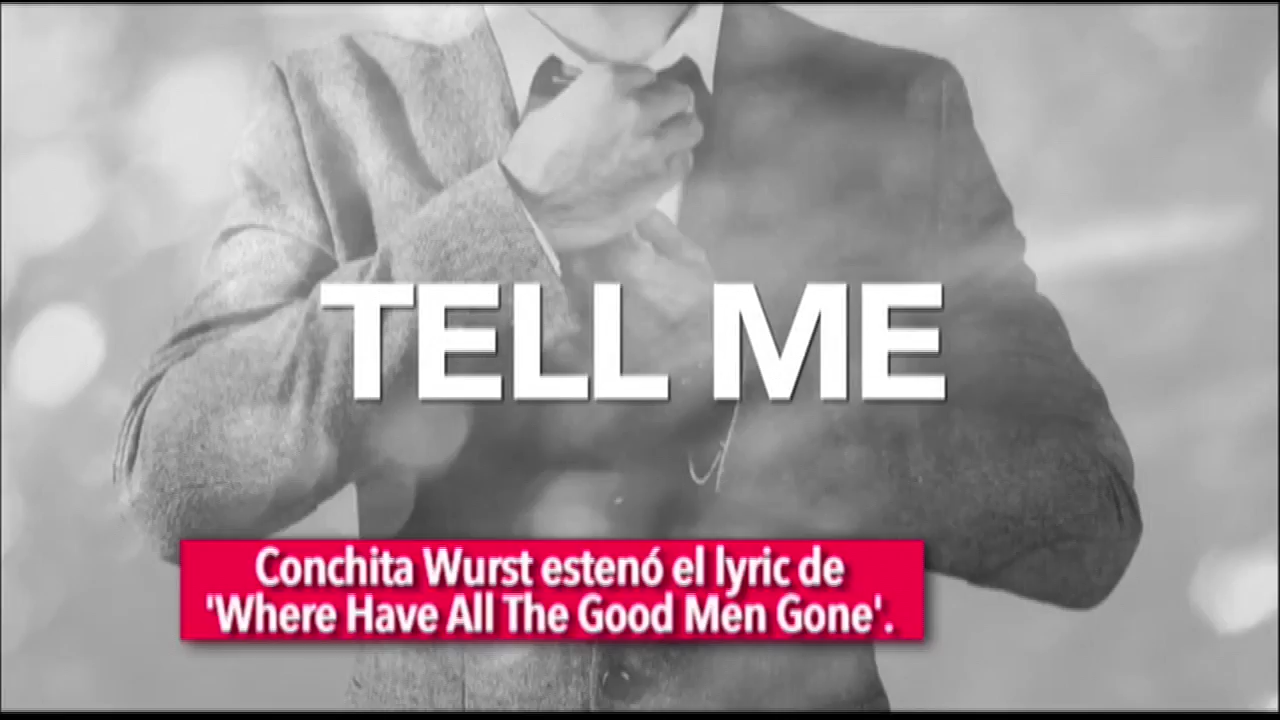 TELL ME
Conchita Wurst estenó el lyric de
'Where Have All The Good Men Gone'.